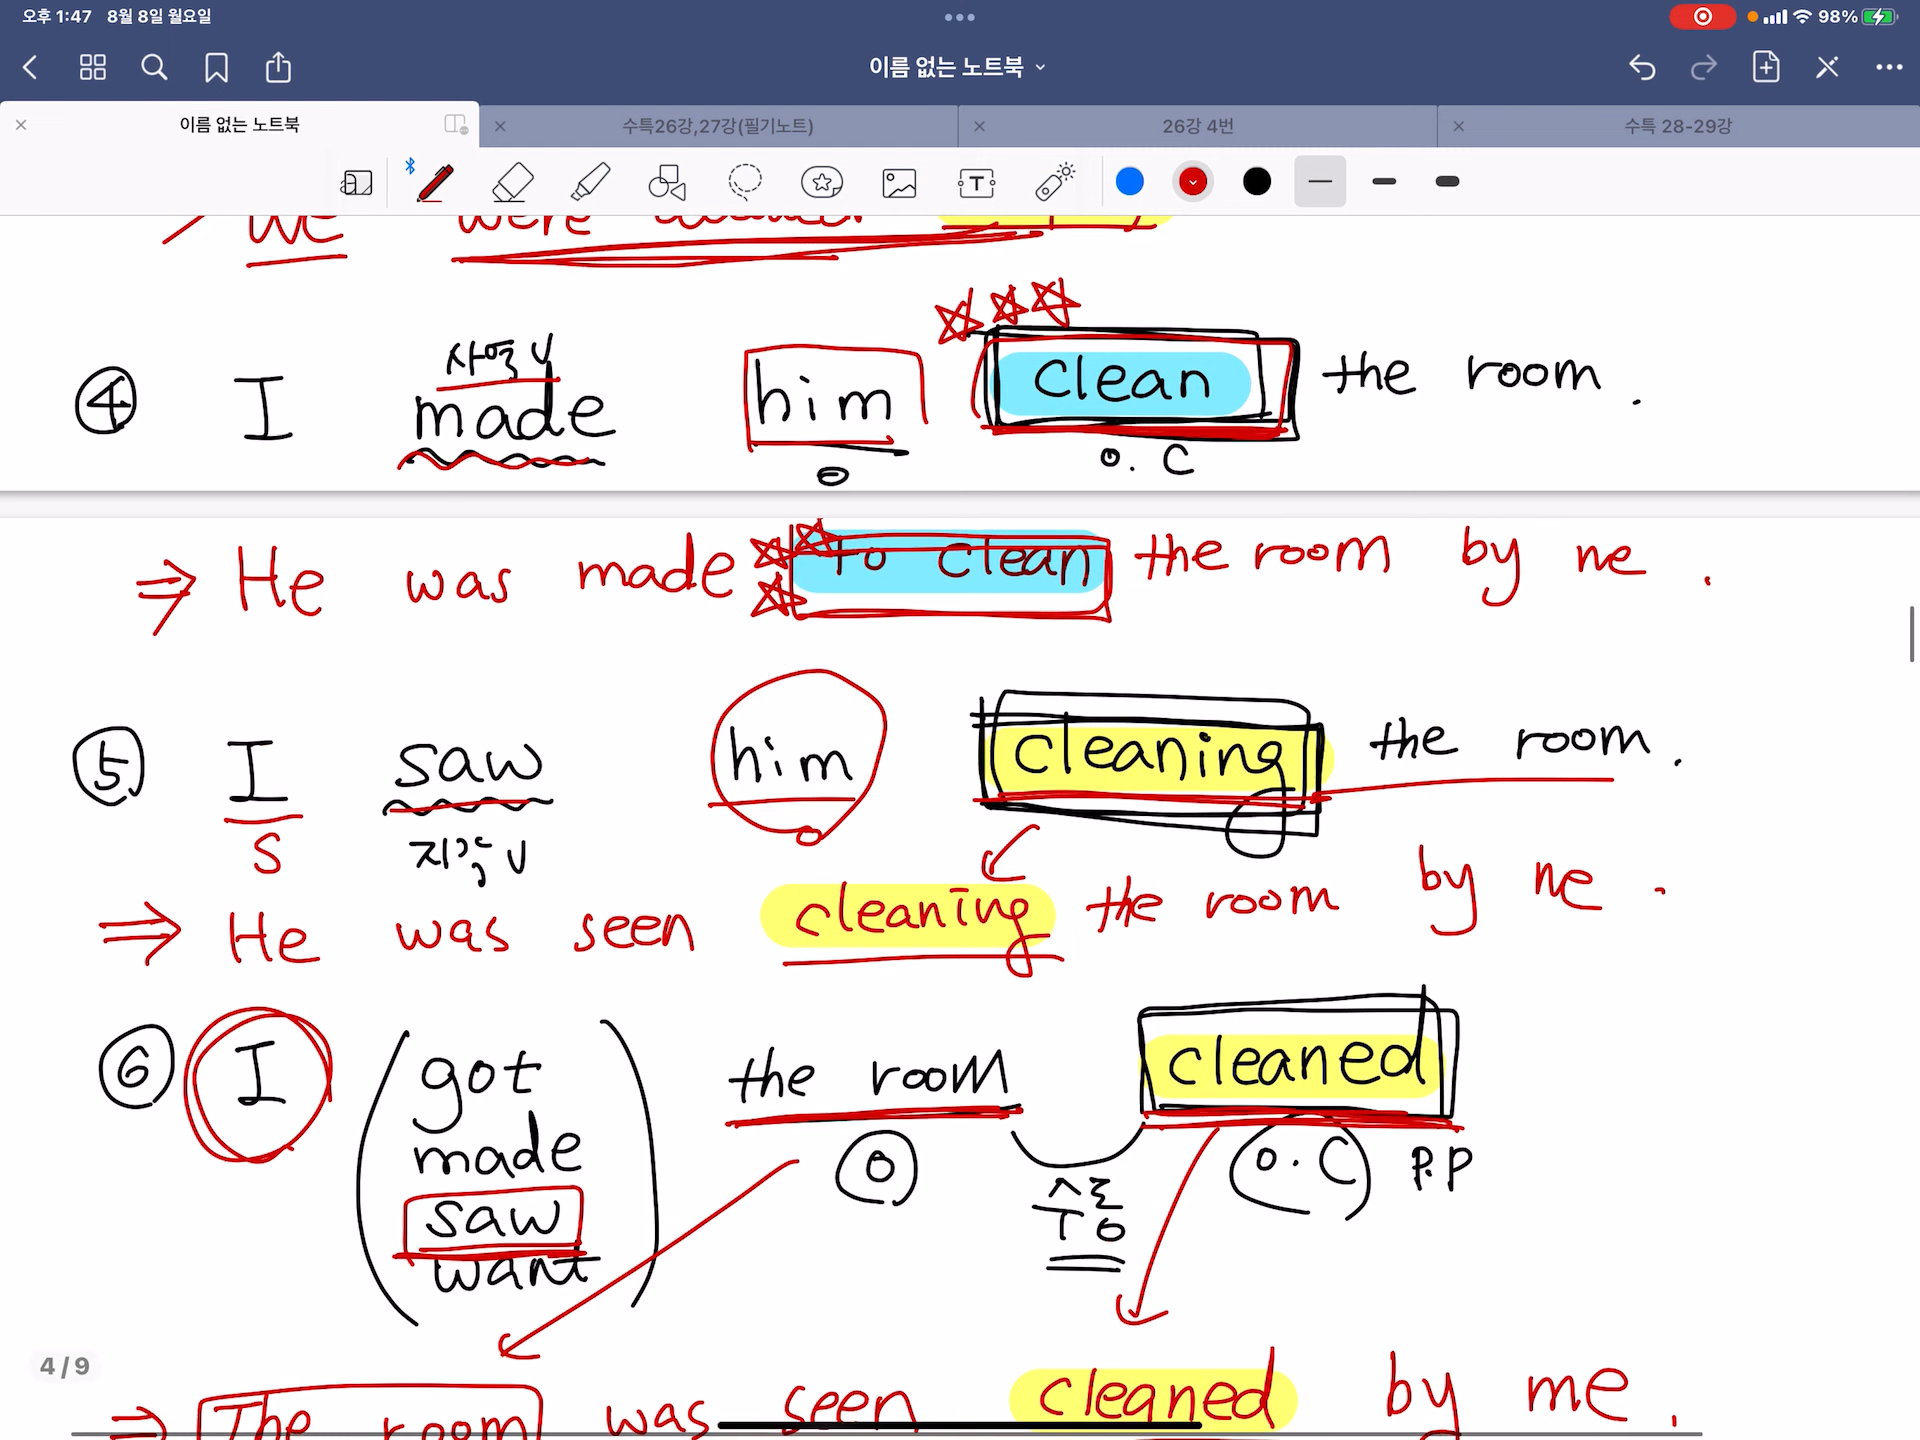 오후 1:47 8월 8일 월요일 98%
이름 없는 노트북
이름 없는 노트북 수특26강,27강(필기노트) 26강 4번 수특 28-29강
We were
사역 V
④ I made him clean the room.
O O.C
⇒ He was made to clean the room by me.
⑤ I saw him cleaning the room.
S 지각 V O
⇒ He was seen cleaning the room by me.
⑥ I ( got the room cleaned
made O O.C P.P
saw 수동
want )
4/9
⇒ The room was seen cleaned by me.